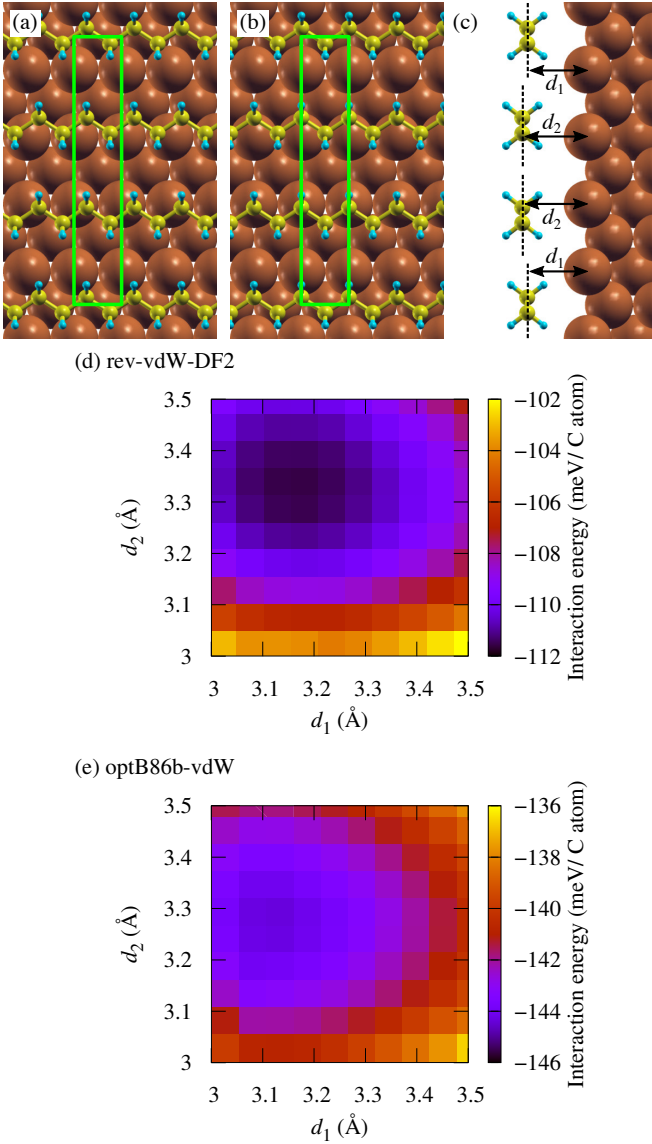 (a)
(b)
(c)
d1
d2
d2
d1
(d) rev-vdW-DF2
3.5
3.4
3.3
3.2
3.1
3
d2 (Å)
3 3.1 3.2 3.3 3.4 3.5
d1 (Å)
−102
−104
−106
−108
−110
−112
Interaction energy (meV/ C atom)
(e) optB86b-vdW
3.5
3.4
3.3
3.2
3.1
3
d2 (Å)
3 3.1 3.2 3.3 3.4 3.5
d1 (Å)
−136
−138
−140
−142
−144
−146
Interaction energy (meV/ C atom)